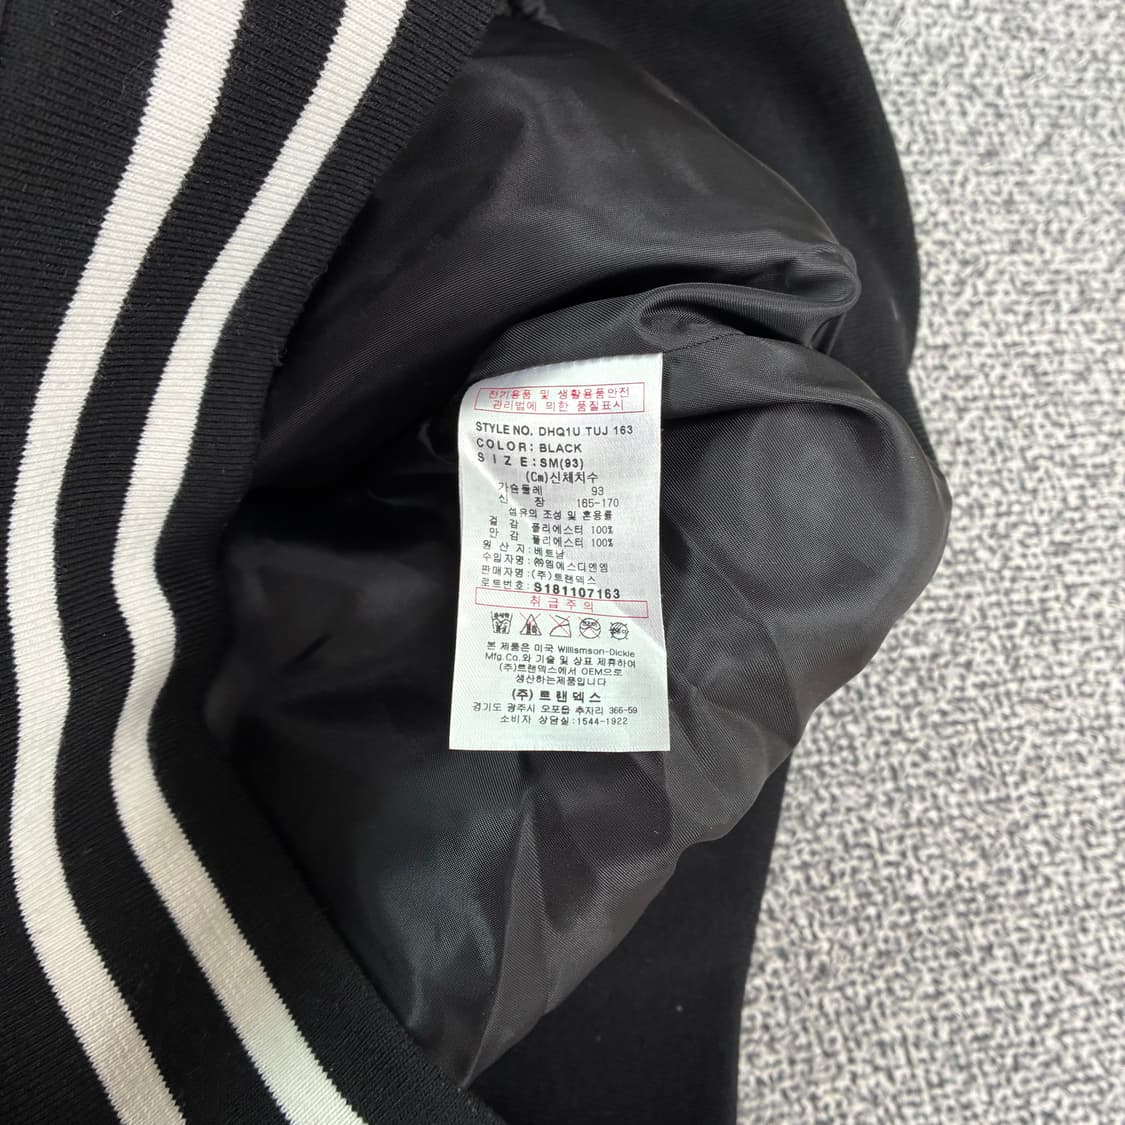 전기용품 및 생활용품안전
관리법에 의한 품질표시
STYLE NO. DHQ1U TUJ 163
COLOR: BLACK
SIZE: SM(93)
(Cm)신체치수
가슴둘레 93
신 장 165-170
섬유의 조성 및 혼용률
겉 감 폴리에스터 100%
안 감 폴리에스터 100%
원 산 지: 베트남
수입자명: ㈜엠에스디엔엠
판매자명: (주)트랜덱스
로트번호: S181107163
취급주의
본 제품은 미국 Willismson-Dickie
Mfg.Co.와 기술 및 상표 제휴하여
(주)트랜덱스에서 OEM으로
생산하는제품입니다
(주)트랜덱스
경기도 광주시 오포읍 추자리 366-59
소비자 상담실:1544-1922